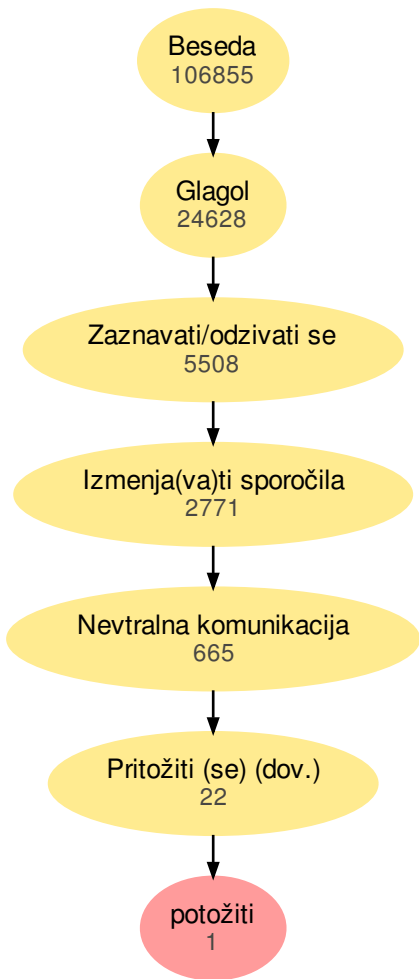 Beseda
106855
Glagol
24628
Zaznavati/odzivati se
5508
Izmenja(va)ti sporočila
2771
Nevtralna komunikacija
665
Pritožiti (se) (dov.)
22
potožiti
1